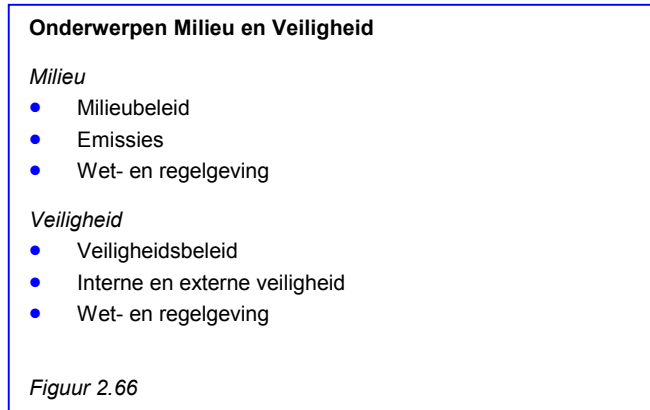 Onderwerpen Milieu en Veiligheid
Milieu
• Milieubeleid
• Emissies
• Wet- en regelgeving
Veiligheid
• Veiligheidsbeleid
• Interne en externe veiligheid
• Wet- en regelgeving
Figuur 2.66